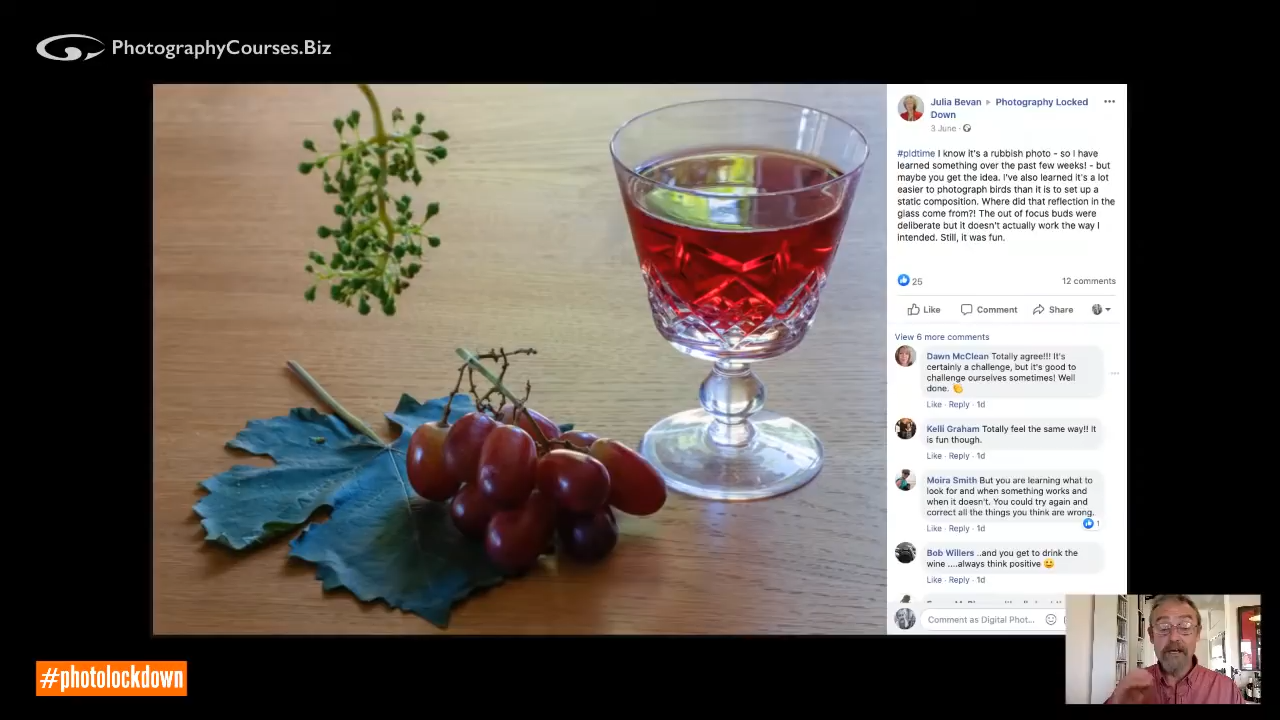 PhotographyCourses.Biz
Julia Bevan ▸ Photography Locked
Down
3 June ·
#pldtime I know it's a rubbish photo - so I have
learned something over the past few weeks! - but
maybe you get the idea. I've also learned it's a lot
easier to photograph birds than it is to set up a
static composition. Where did that reflection in the
glass come from?! The out of focus buds were
deliberate but it doesn't actually work the way I
intended. Still, it was fun.
25
12 comments
Like
Comment
Share
View 6 more comments
Dawn McClean Totally agree!!! It's
certainly a challenge, but it's good to
challenge ourselves sometimes! Well
done. 👏
Like · Reply · 1d
Kelli Graham Totally feel the same way!! It
is fun though.
Like · Reply · 1d
Moira Smith But you are learning what to
look for and when something works and
when it doesn't. You could try again and
correct all the things you think are wrong.
1
Like · Reply · 1d
Bob Willers ..and you get to drink the
wine ....always think positive 😀
Like · Reply · 1d
Comment as Digital Phot...
#photolockdown